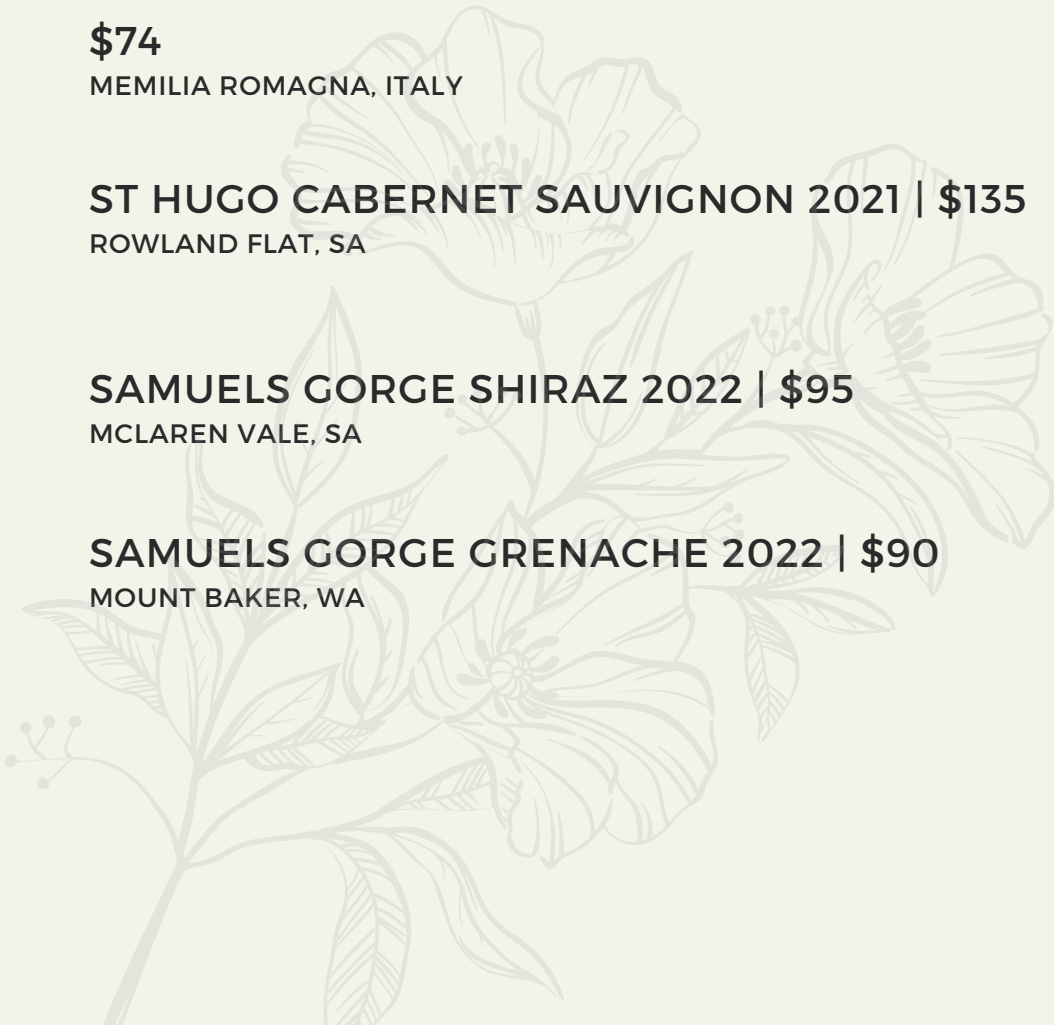 $74
MEMILIA ROMAGNA, ITALY
ST HUGO CABERNET SAUVIGNON 2021 | $135
ROWLAND FLAT, SA
SAMUELS GORGE SHIRAZ 2022 | $95
MCLAREN VALE, SA
SAMUELS GORGE GRENACHE 2022 | $90
MOUNT BAKER, WA